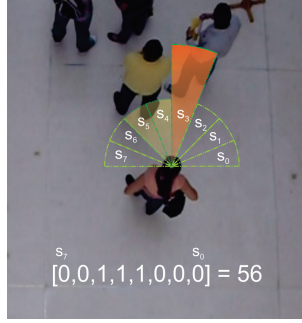 S5 S4 S3 S2
S6 S1
S7 S0
S7 S0
[0,0,1,1,1,0,0,0] = 56